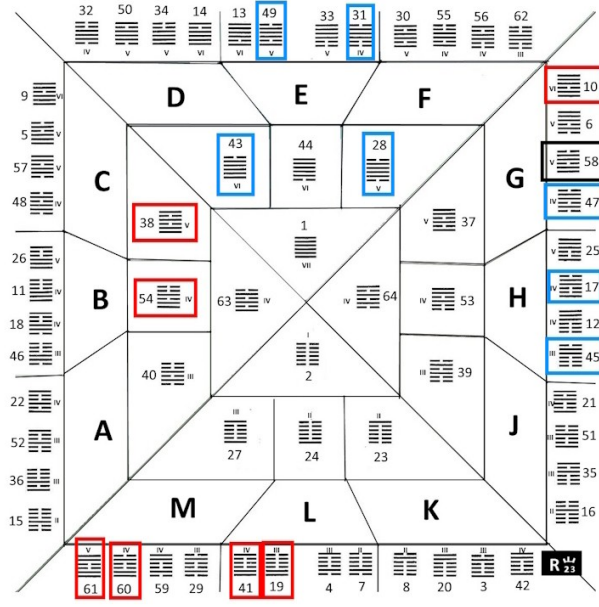 32 50 34 14 13 49 33 31 30 55 56 62
IV V V VI VI V V IV V IV IV III
D E F
9 VI
VI 10
5 V
V 6
57 V
V 58
48 IV
IV 47
C
G
43 44 28
VI VI V
38 V
V 37
1
VII
26 V
V 25
11 IV
IV 17
18 IV
IV 12
46 III
III 45
B
H
54 IV
63 IV
IV 64
IV 53
I
2
40 III
III 39
22 IV
IV 21
52 III
III 51
36 III
III 35
15 II
II 16
A
J
III II II
27 24 23
M L K
V IV IV III IV III III II II III III IV
61 60 59 29 41 19 4 7 8 20 3 42
R 23